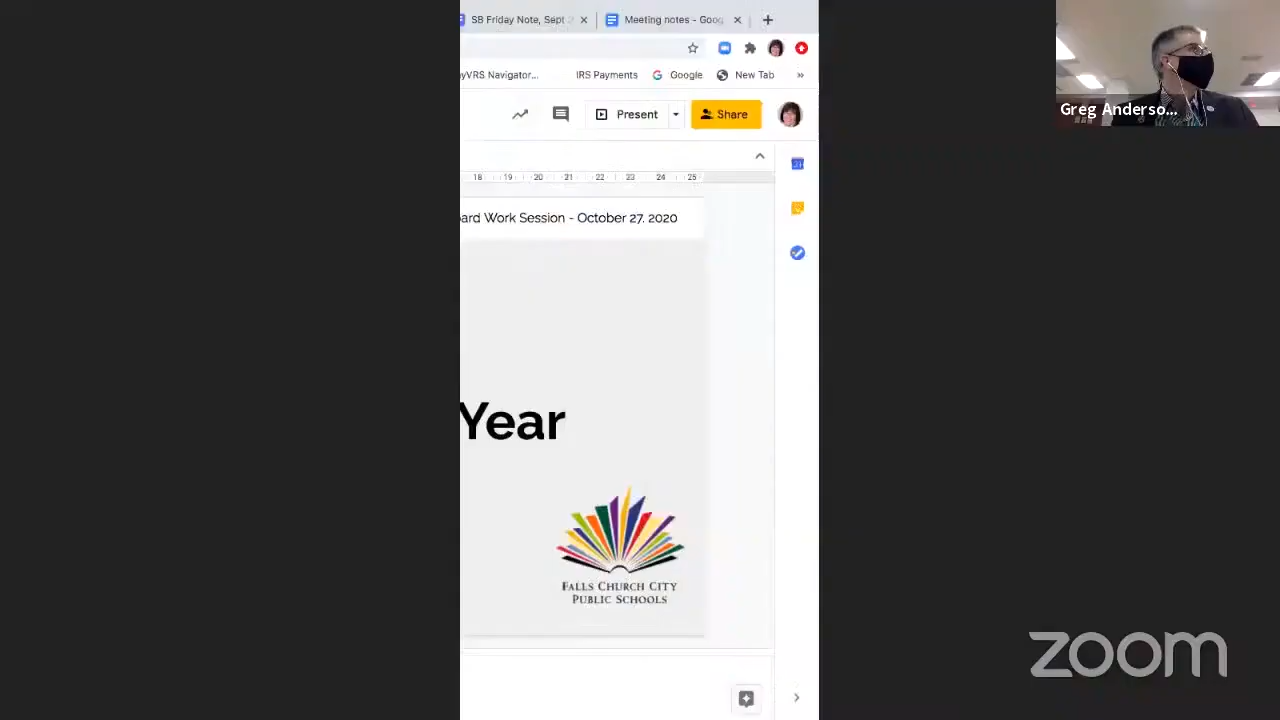 SB Friday Note, Sept
Meeting notes - Goog
yVRS Navigator...
IRS Payments
Google
New Tab
»
Present
Share
18 19 20 21 22 23 24 25
ard Work Session - October 27, 2020
Year
FALLS CHURCH CITY
PUBLIC SCHOOLS
Greg Anderso...
zoom